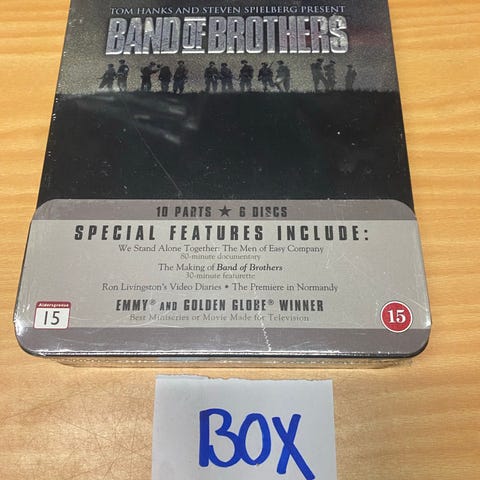 TOM HANKS AND STEVEN SPIELBERG PRESENT
BAND OF BROTHERS
10 PARTS ★ 6 DISCS
SPECIAL FEATURES INCLUDE:
We Stand Alone Together: The Men of Easy Company
80-minute documentary
The Making of Band of Brothers
30-minute featurette
Ron Livingston's Video Diaries • The Premiere in Normandy
EMMY® AND GOLDEN GLOBE® WINNER
Best Miniseries or Movie Made for Television
Aldersgrense
15
15
BOX